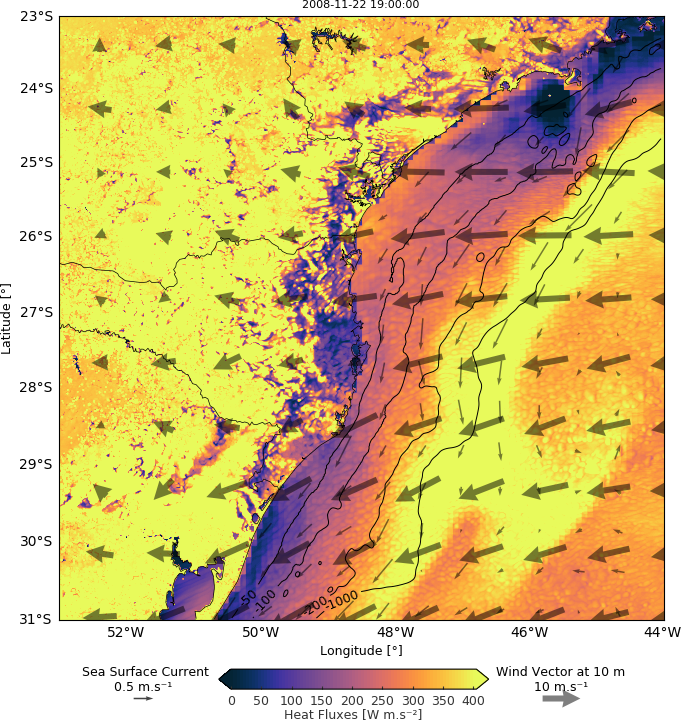 2008-11-22 19:00:00
23°S
24°S
25°S
26°S
27°S
28°S
29°S
30°S
31°S
Latitude [°]
-50
-100
-200
-1000
52°W 50°W 48°W 46°W 44°W
Longitude [°]
Sea Surface Current
0.5 m.s⁻¹
Wind Vector at 10 m
10 m.s⁻¹
0 50 100 150 200 250 300 350 400
Heat Fluxes [W m.s⁻²]